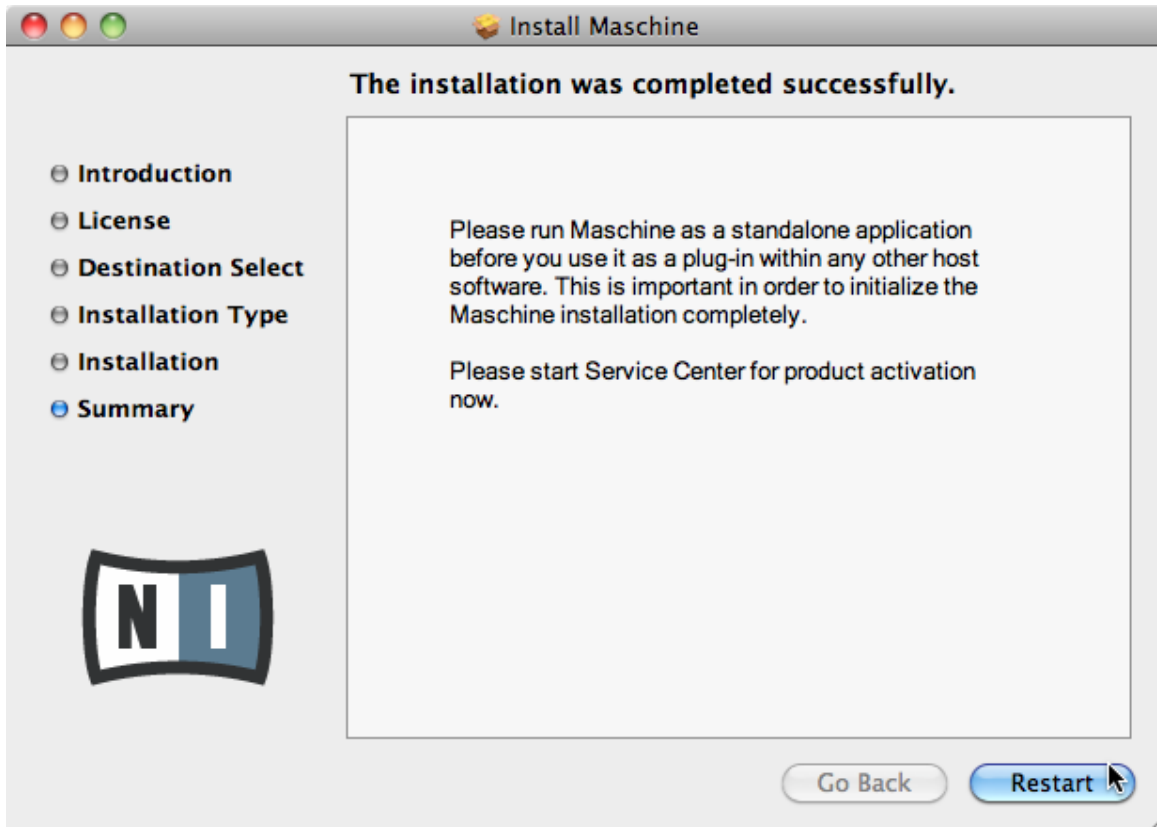 Install Maschine
The installation was completed successfully.
Introduction
License
Destination Select
Installation Type
Installation
Summary
Please run Maschine as a standalone application
before you use it as a plug-in within any other host
software. This is important in order to initialize the
Maschine installation completely.
Please start Service Center for product activation
now.
N I
Go Back
Restart